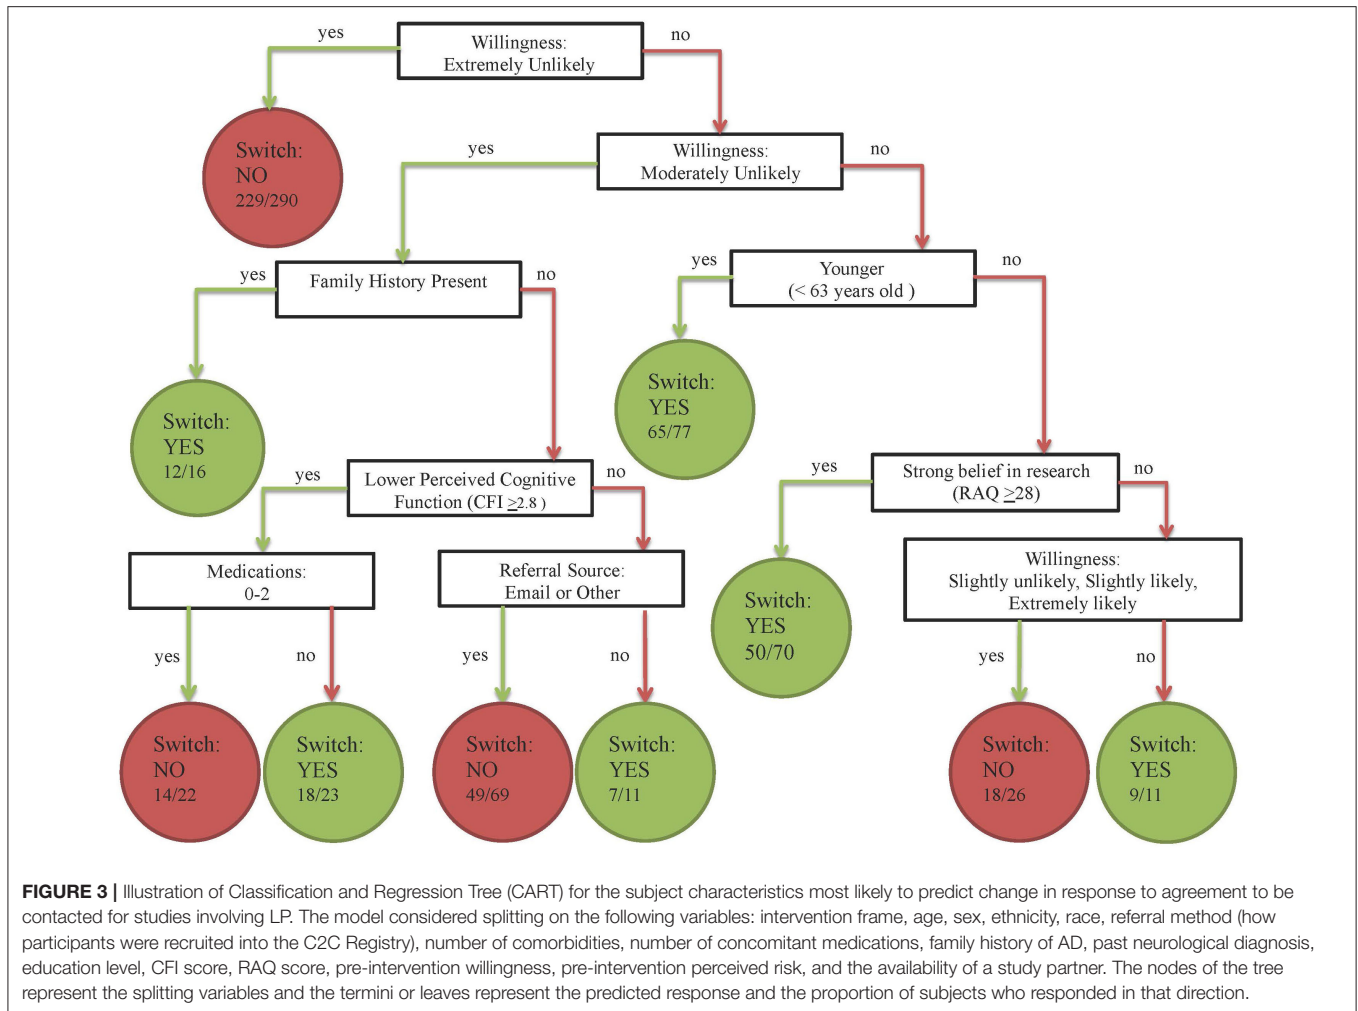 yes
Willingness:
Extremely Unlikely
no
Switch:
NO
229/290
yes
Willingness:
Moderately Unlikely
no
yes
Family History Present
no
yes
Younger
(< 63 years old )
no
Switch:
YES
12/16
Switch:
YES
65/77
yes
Lower Perceived Cognitive
Function (CFI ≥2.8 )
no
yes
Strong belief in research
(RAQ ≥28)
no
Medications:
0-2
Referral Source:
Email or Other
Switch:
YES
50/70
Willingness:
Slightly unlikely, Slightly likely,
Extremely likely
yes
no
yes
no
yes
no
Switch:
NO
14/22
Switch:
YES
18/23
Switch:
NO
49/69
Switch:
YES
7/11
Switch:
NO
18/26
Switch:
YES
9/11
FIGURE 3 | Illustration of Classification and Regression Tree (CART) for the subject characteristics most likely to predict change in response to agreement to be
contacted for studies involving LP. The model considered splitting on the following variables: intervention frame, age, sex, ethnicity, race, referral method (how
participants were recruited into the C2C Registry), number of comorbidities, number of concomitant medications, family history of AD, past neurological diagnosis,
education level, CFI score, RAQ score, pre-intervention willingness, pre-intervention perceived risk, and the availability of a study partner. The nodes of the tree
represent the splitting variables and the termini or leaves represent the predicted response and the proportion of subjects who responded in that direction.